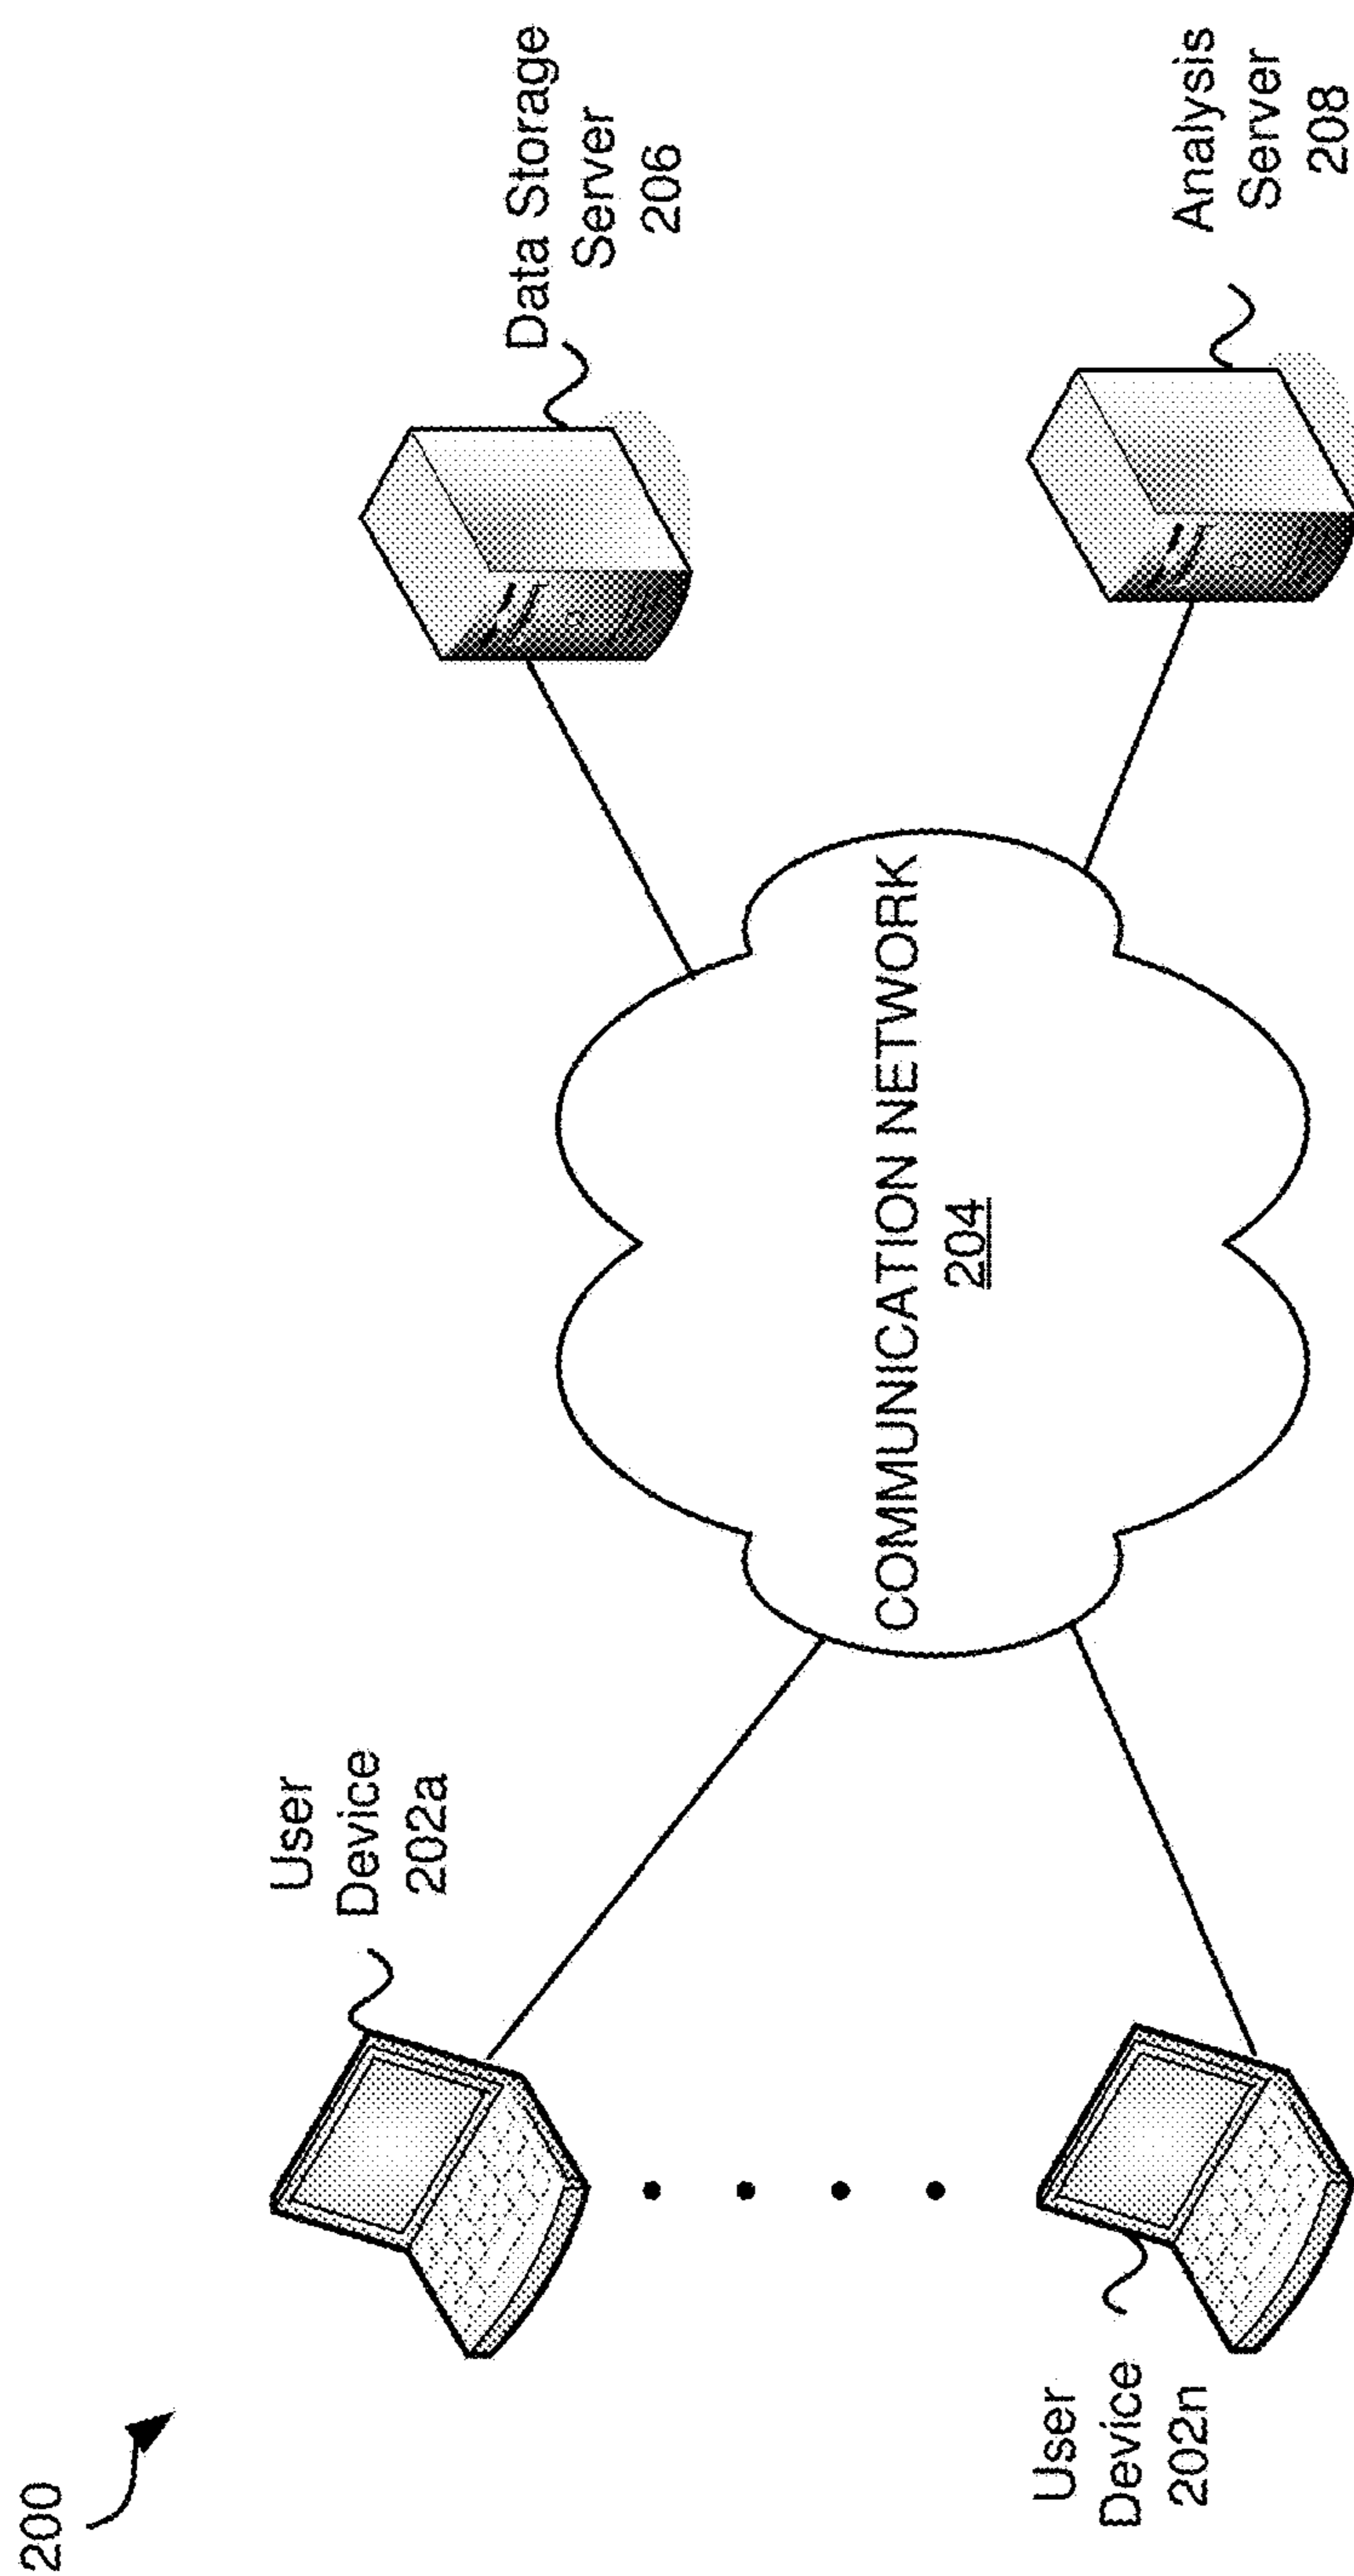 200
User
Device
202a
Data Storage
Server
206
COMMUNICATION NETWORK
204
User
Device
202n
Analysis
Server
208